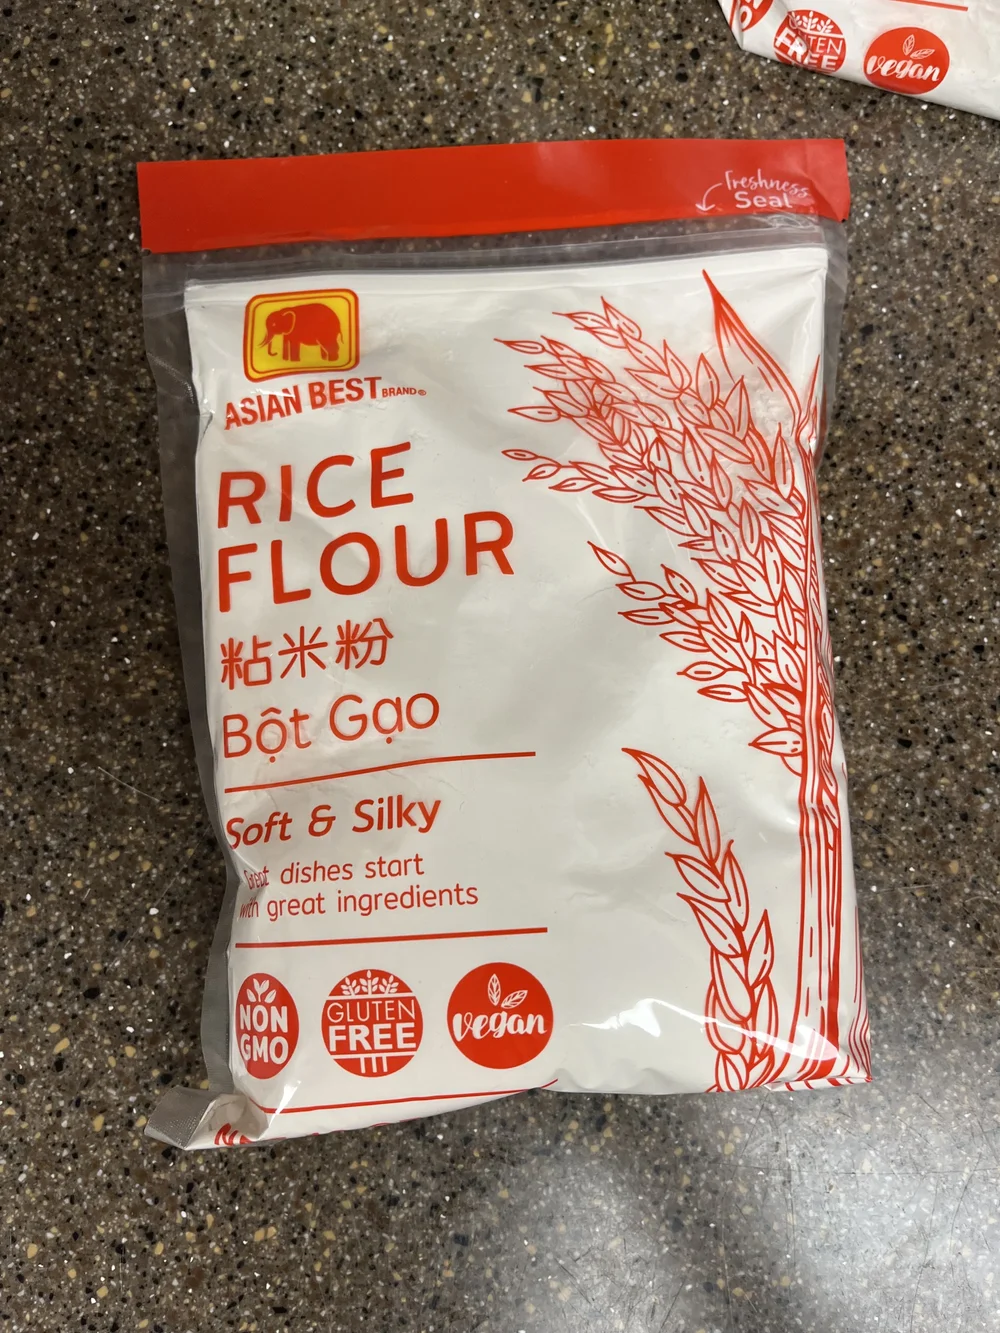 GLUTEN
FREE
vegan
Freshness
Seal
ASIAN BEST BRAND®
RICE
FLOUR
粘米粉
Bột Gạo
Soft & Silky
Great dishes start
with great ingredients
NON
GMO
GLUTEN
FREE
vegan